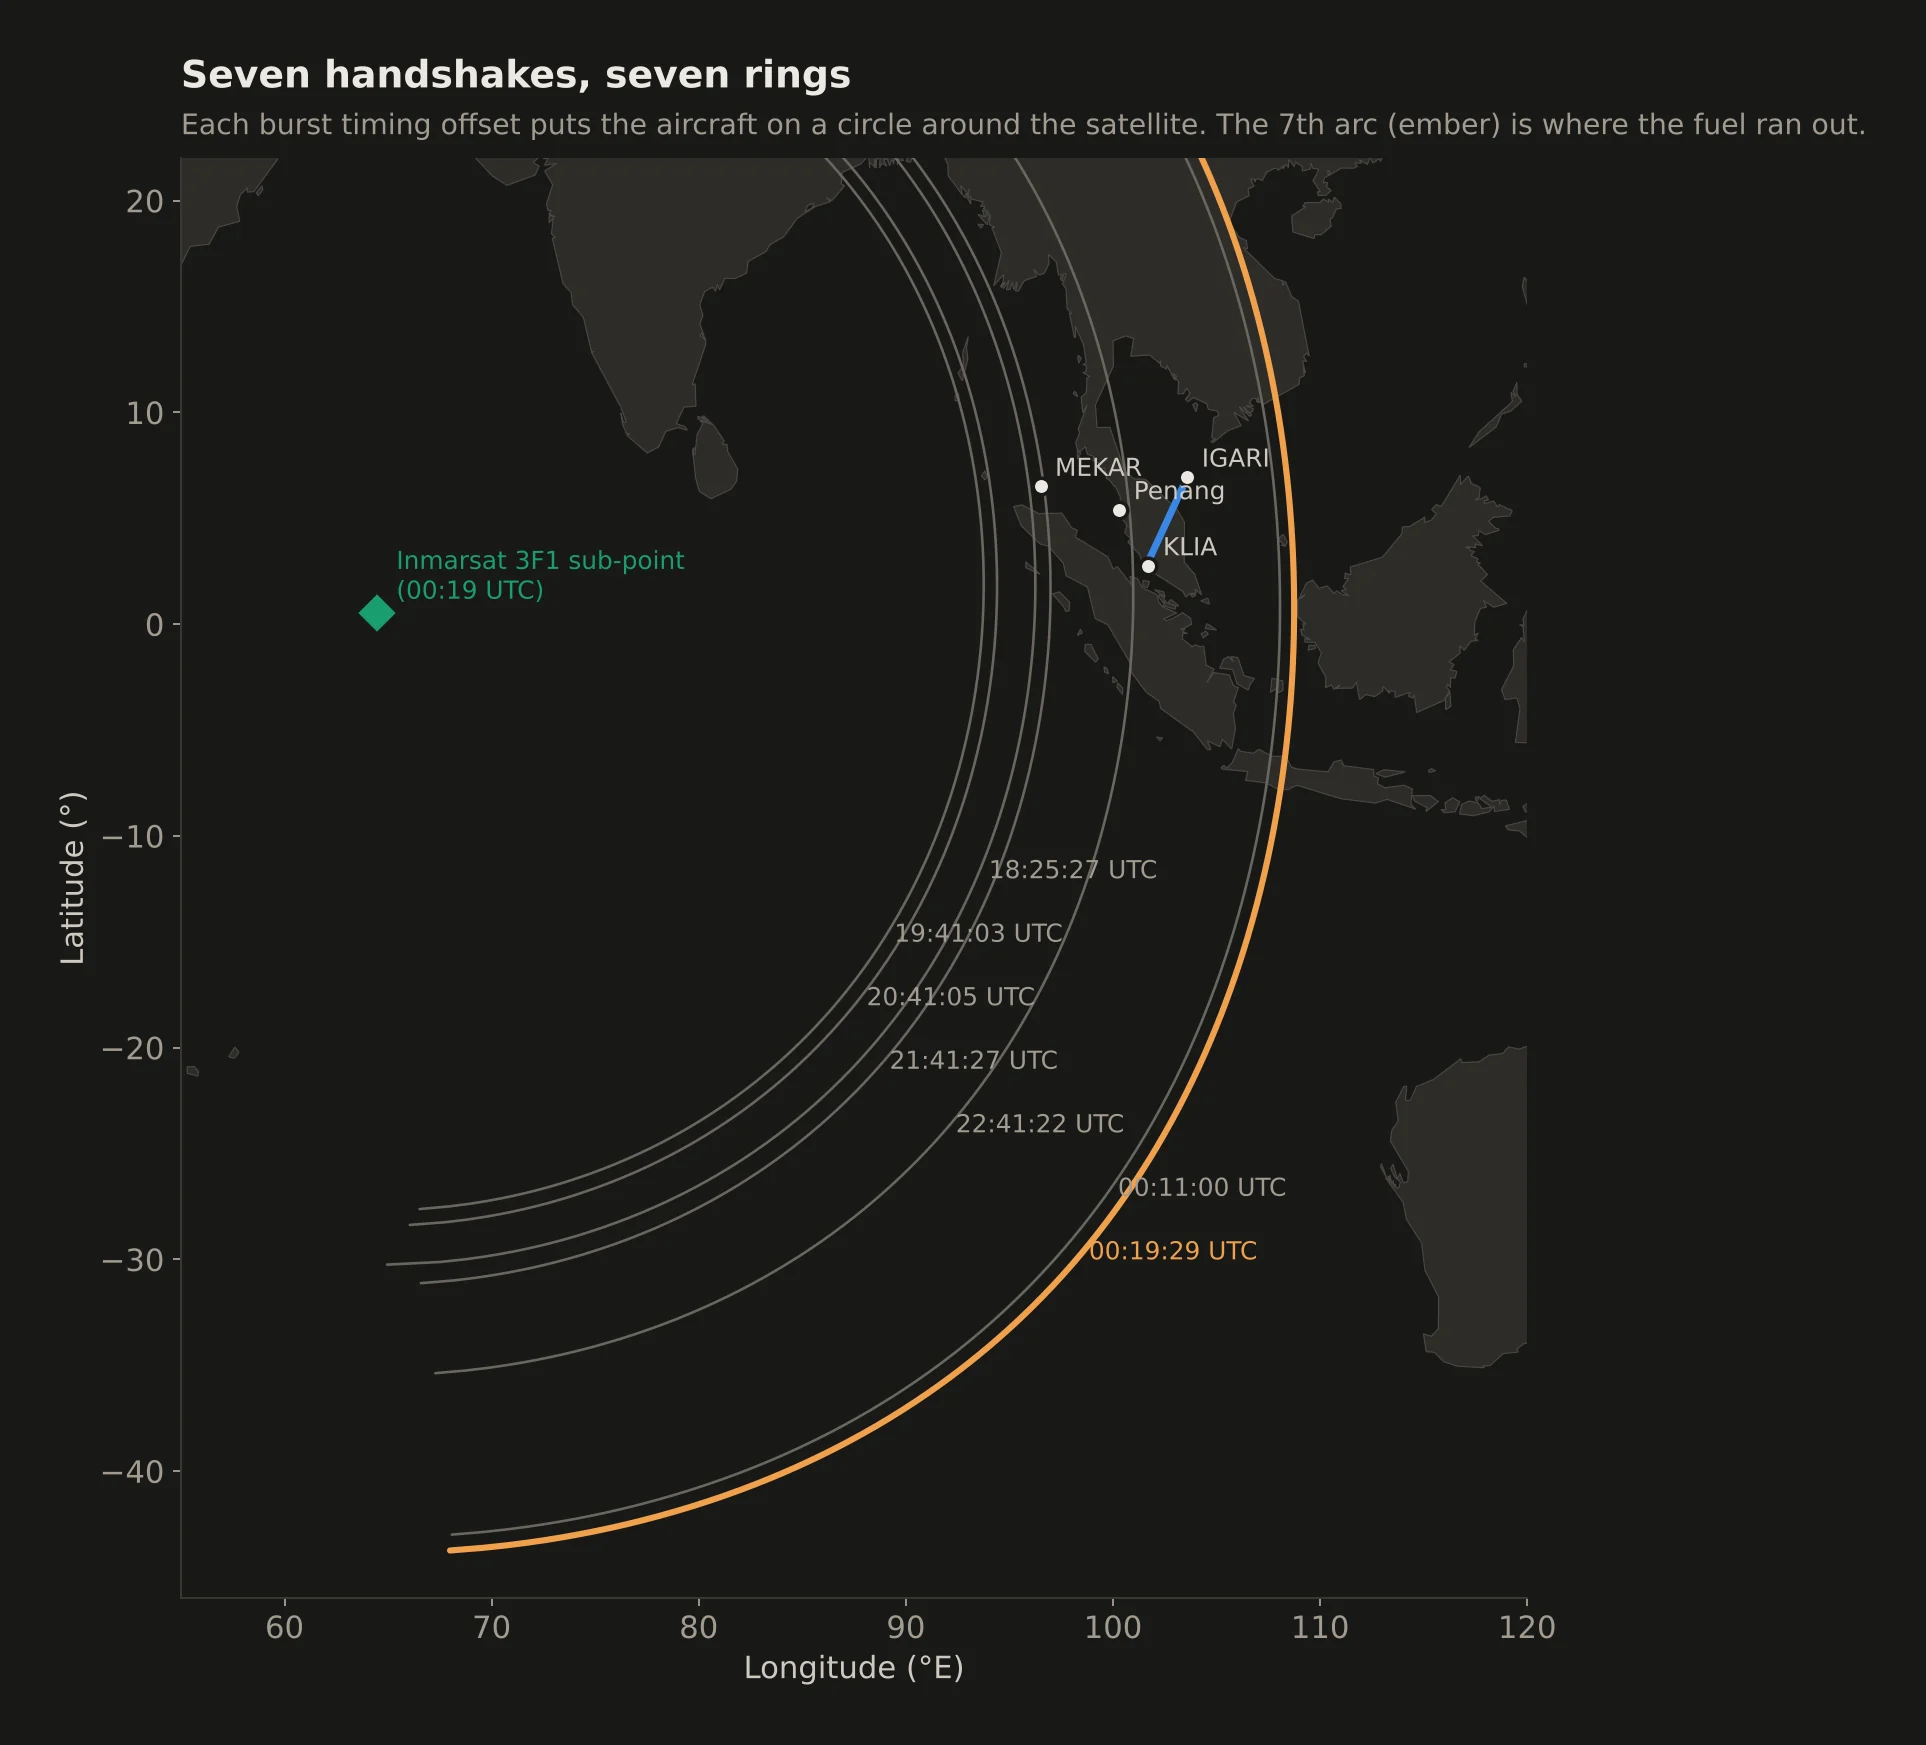 Seven handshakes, seven rings
Each burst timing offset puts the aircraft on a circle around the satellite. The 7th arc (ember) is where the fuel ran out.
20
10
0
−10
−20
−30
−40
Latitude (°)
IGARI
MEKAR
Penang
KLIA
Inmarsat 3F1 sub-point
(00:19 UTC)
18:25:27 UTC
19:41:03 UTC
20:41:05 UTC
21:41:27 UTC
22:41:22 UTC
00:11:00 UTC
00:19:29 UTC
60
70
80
90
100
110
120
Longitude (°E)